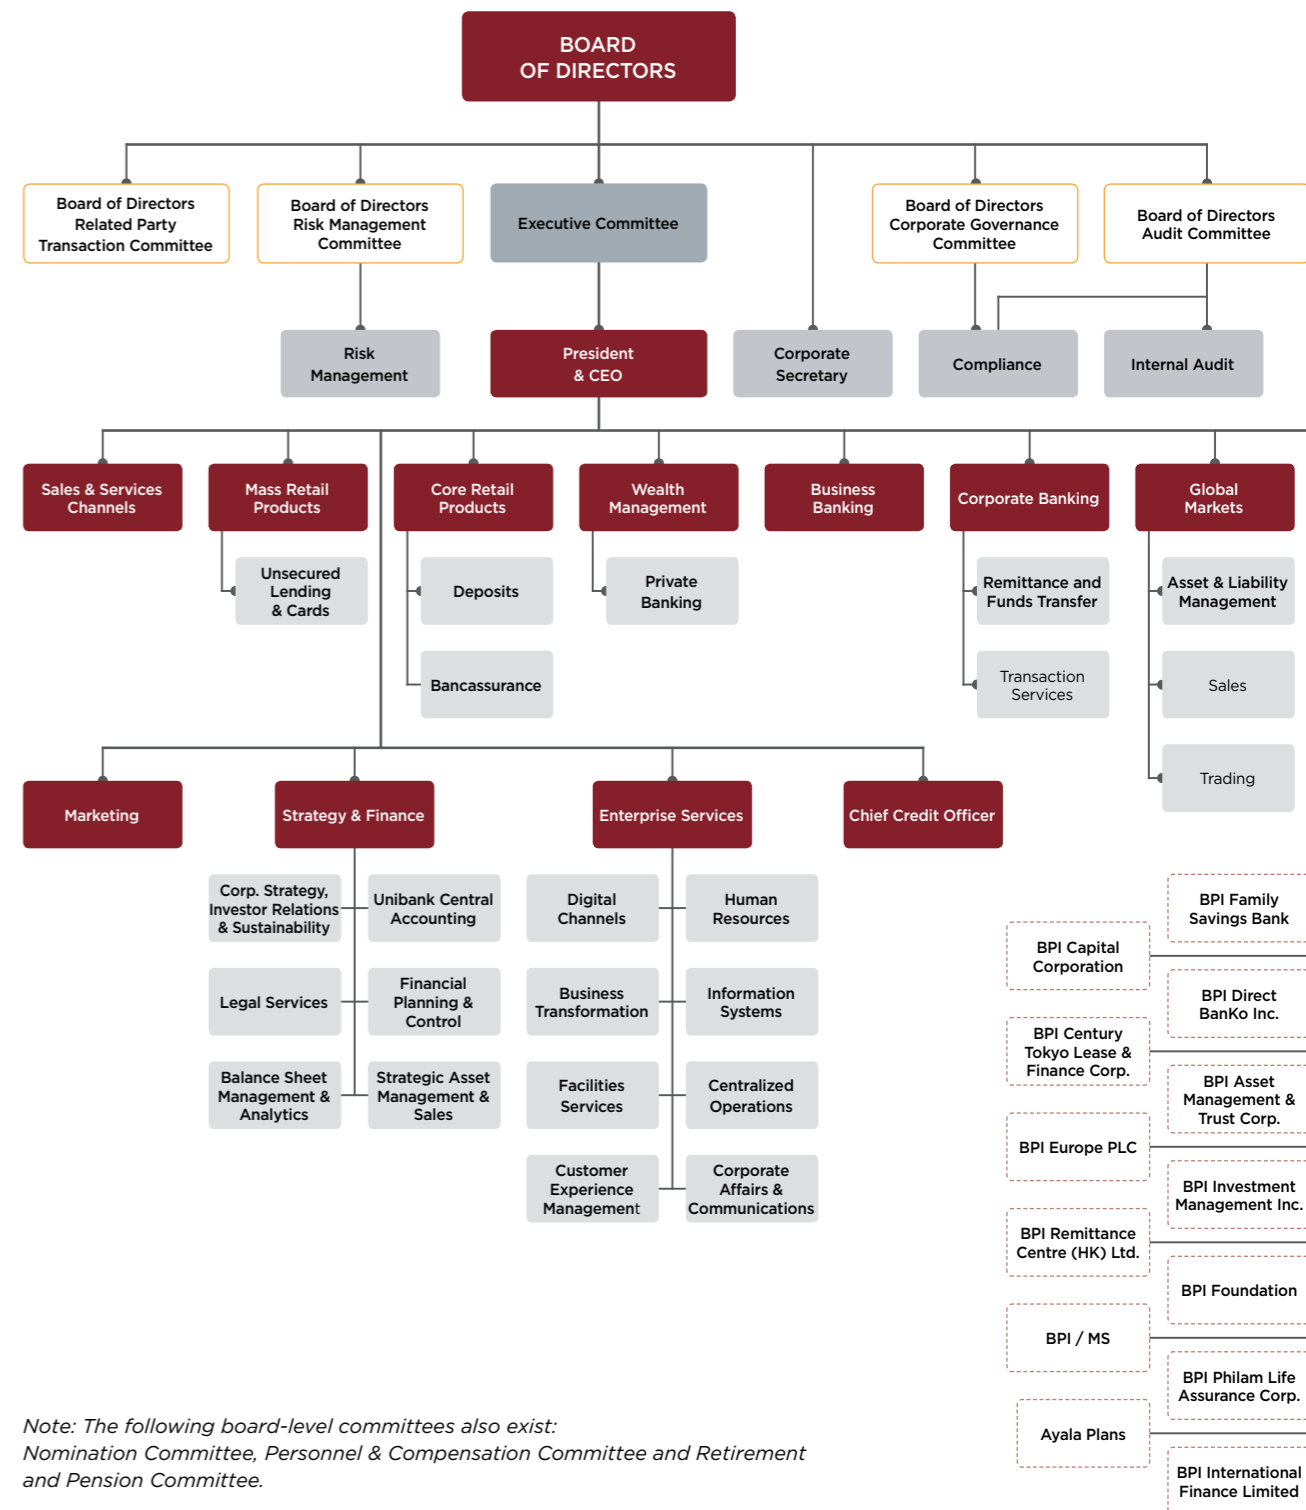 BOARD
OF DIRECTORS
Board of Directors
Related Party
Transaction Committee
Board of Directors
Risk Management
Committee
Executive Committee
Board of Directors
Corporate Governance
Committee
Board of Directors
Audit Committee
Risk
Management
President
& CEO
Corporate
Secretary
Compliance
Internal Audit
Sales & Services
Channels
Mass Retail
Products
Core Retail
Products
Wealth
Management
Business
Banking
Corporate Banking
Global
Markets
Unsecured
Lending
& Cards
Deposits
Private
Banking
Remittance and
Funds Transfer
Asset & Liability
Management
Bancassurance
Transaction
Services
Sales
Trading
Marketing
Strategy & Finance
Enterprise Services
Chief Credit Officer
Corp. Strategy,
Investor Relations
& Sustainability
Unibank Central
Accounting
Digital
Channels
Human
Resources
Legal Services
Financial
Planning &
Control
Business
Transformation
Information
Systems
Balance Sheet
Management &
Analytics
Strategic Asset
Management &
Sales
Facilities
Services
Centralized
Operations
Customer
Experience
Management
Corporate
Affairs &
Communications
BPI Family
Savings Bank
BPI Capital
Corporation
BPI Direct
BanKo Inc.
BPI Century
Tokyo Lease &
Finance Corp.
BPI Asset
Management &
Trust Corp.
BPI Europe PLC
BPI Investment
Management Inc.
BPI Remittance
Centre (HK) Ltd.
BPI Foundation
BPI / MS
BPI Philam Life
Assurance Corp.
Ayala Plans
BPI International
Finance Limited
Note: The following board-level committees also exist:
Nomination Committee, Personnel & Compensation Committee and Retirement
and Pension Committee.